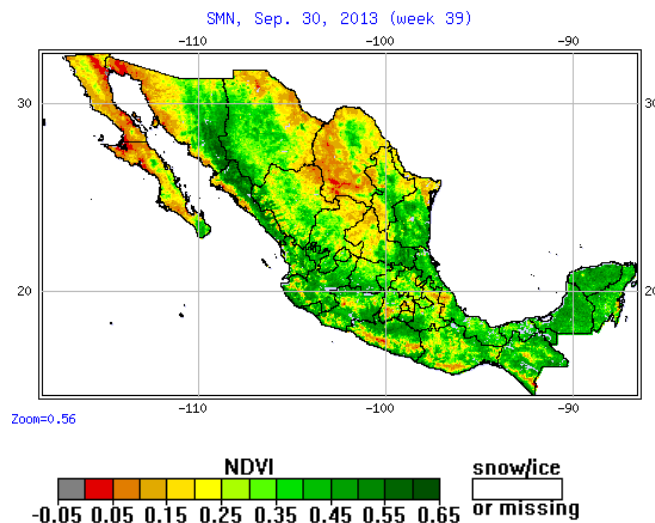 SMN, Sep. 30, 2013 (week 39)
-110 -100 -90
30 30
20 20
-110 -100 -90
Zoom=0.56
NDVI
-0.05 0.05 0.15 0.25 0.35 0.45 0.55 0.65
snow/ice
or missing